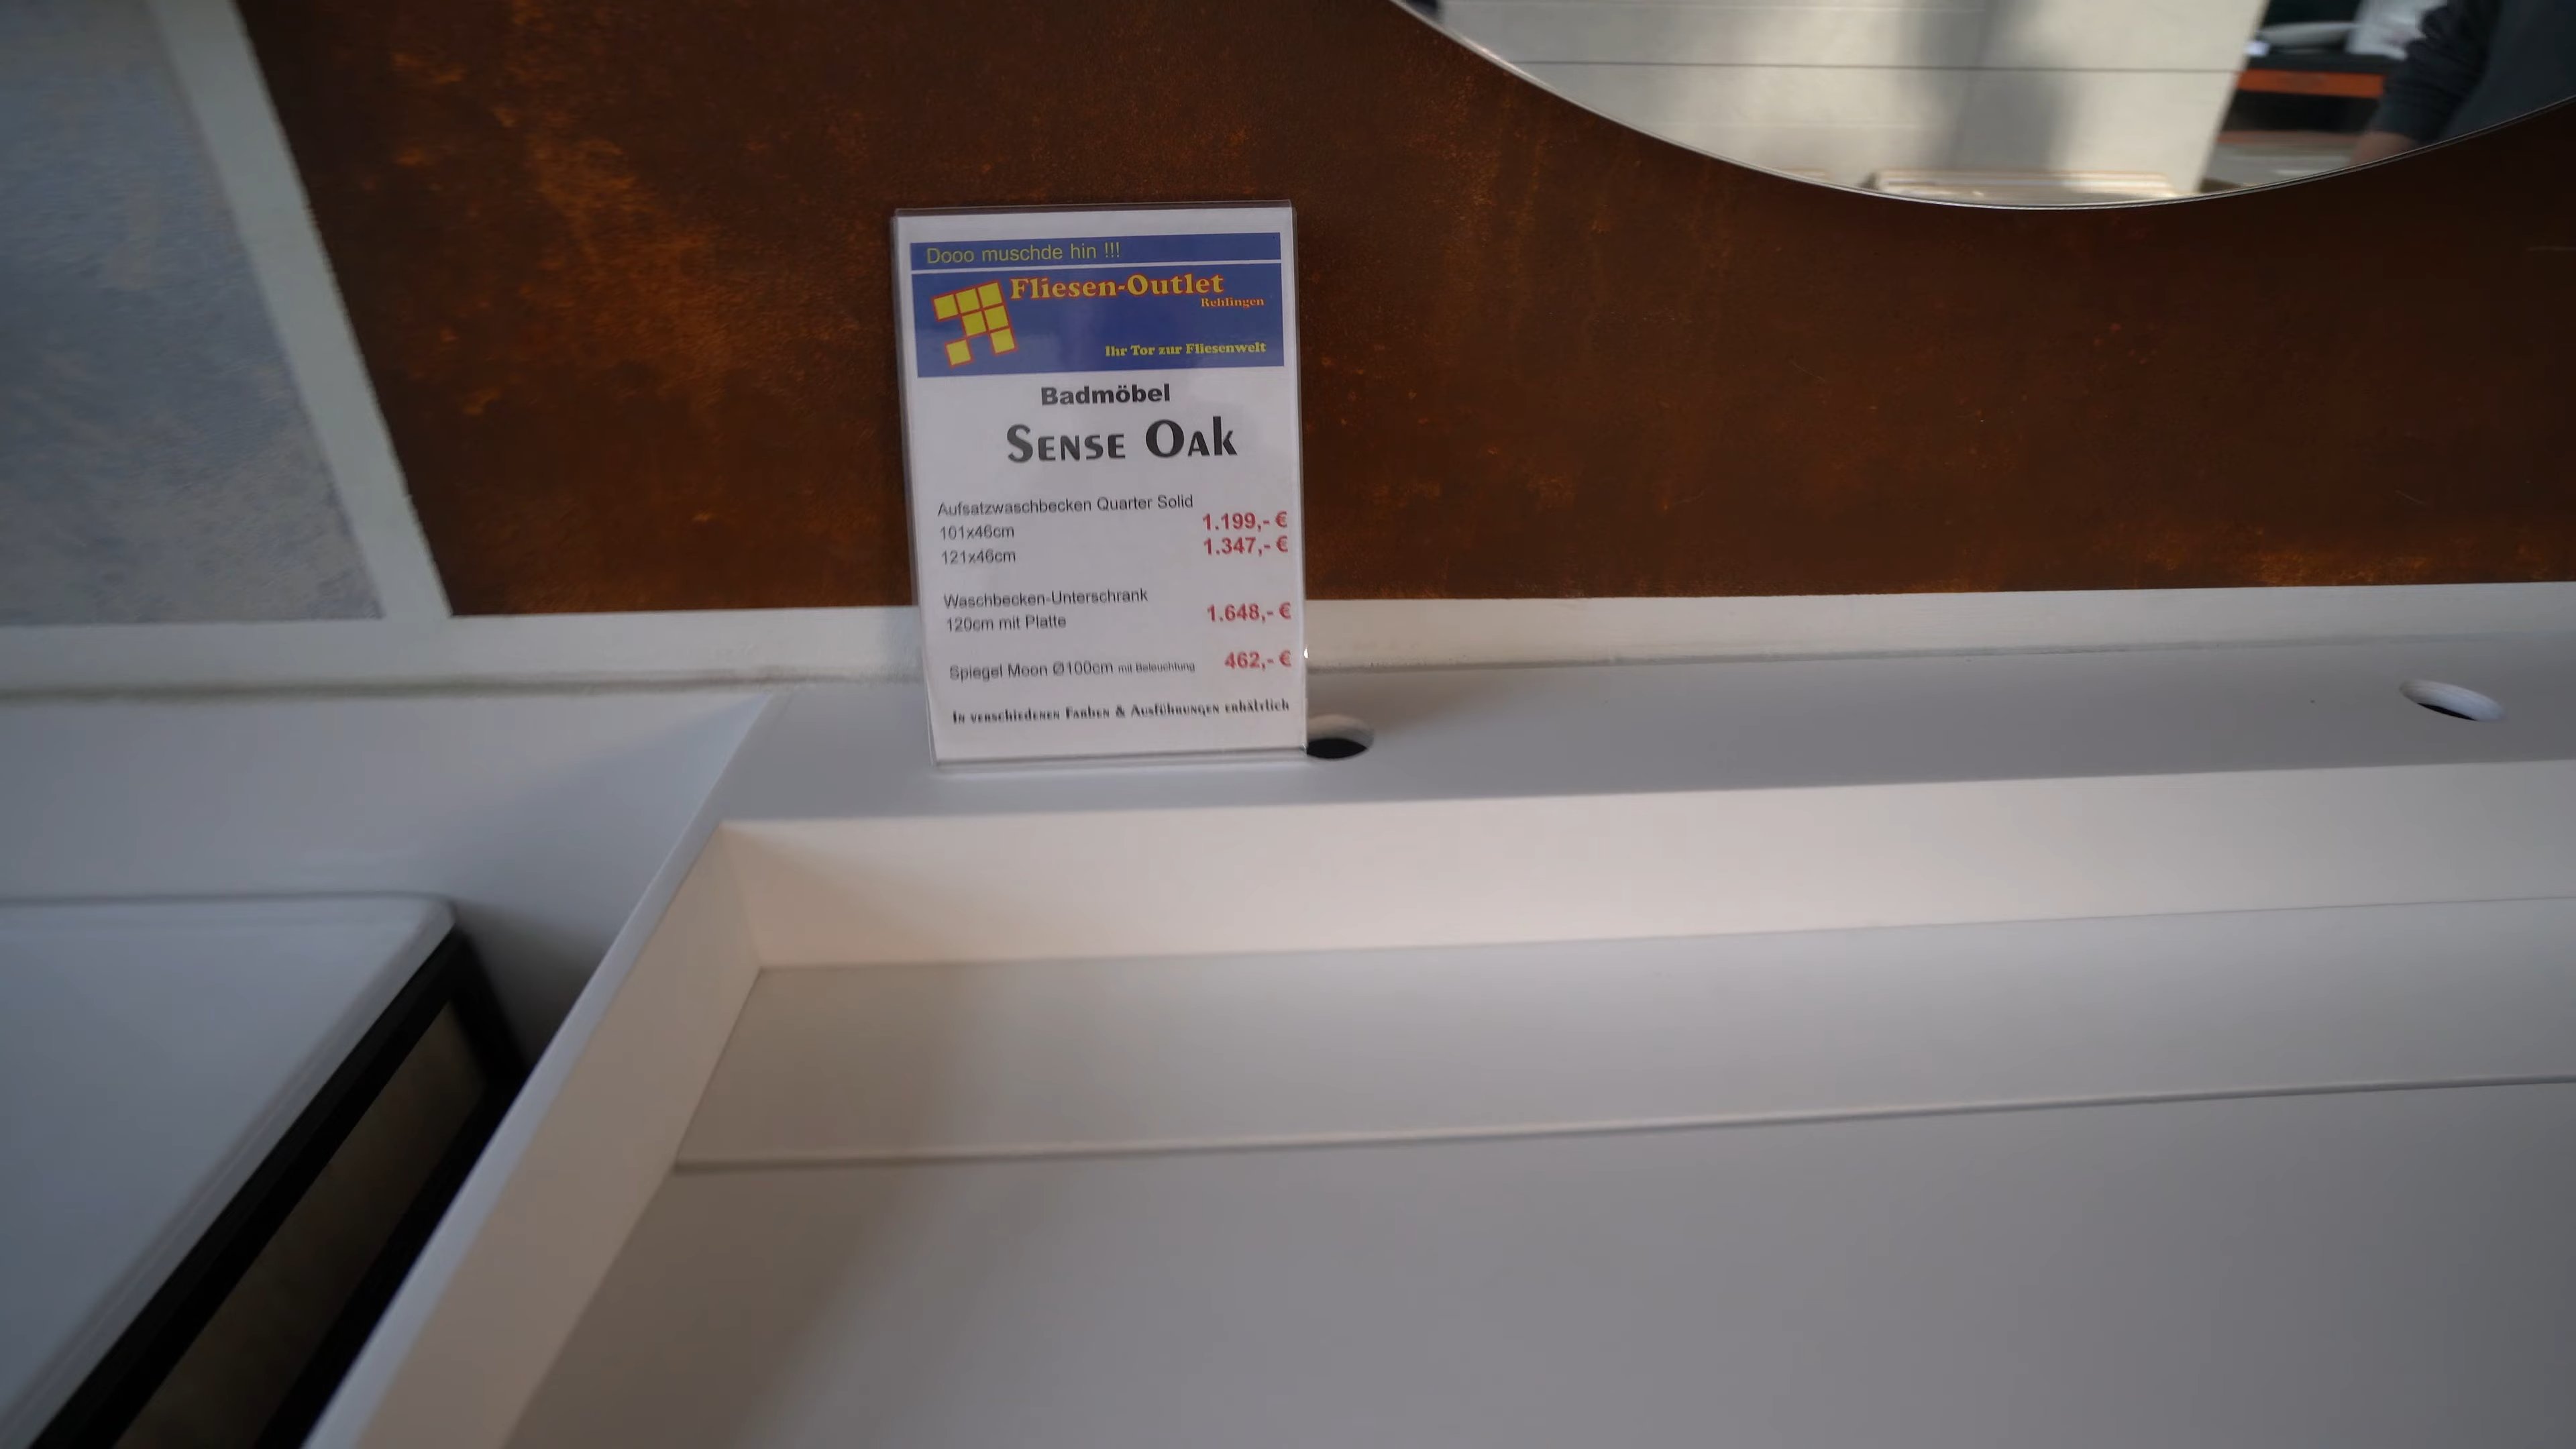 Dooo muschde hin !!!
Fliesen-Outlet
Rehlingen
Ihr Tor zur Fliesenwelt
Badmöbel
Sense Oak
Aufsatzwaschbecken Quarter Solid
101x46cm 1.199,- €
121x46cm 1.347,- €
Waschbecken-Unterschrank
120cm mit Platte 1.648,- €
Spiegel Moon Ø100cm mit Beleuchtung 462,- €
In verschiedenen Farben & Ausführungen erhältlich